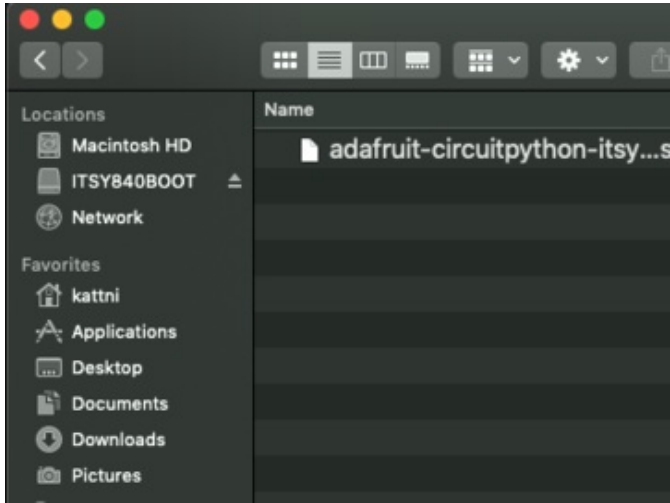 Locations
Macintosh HD
ITSY840BOOT
Network
Favorites
kattni
Applications
Desktop
Documents
Downloads
Pictures
Name
adafruit-circuitpython-itsy...s